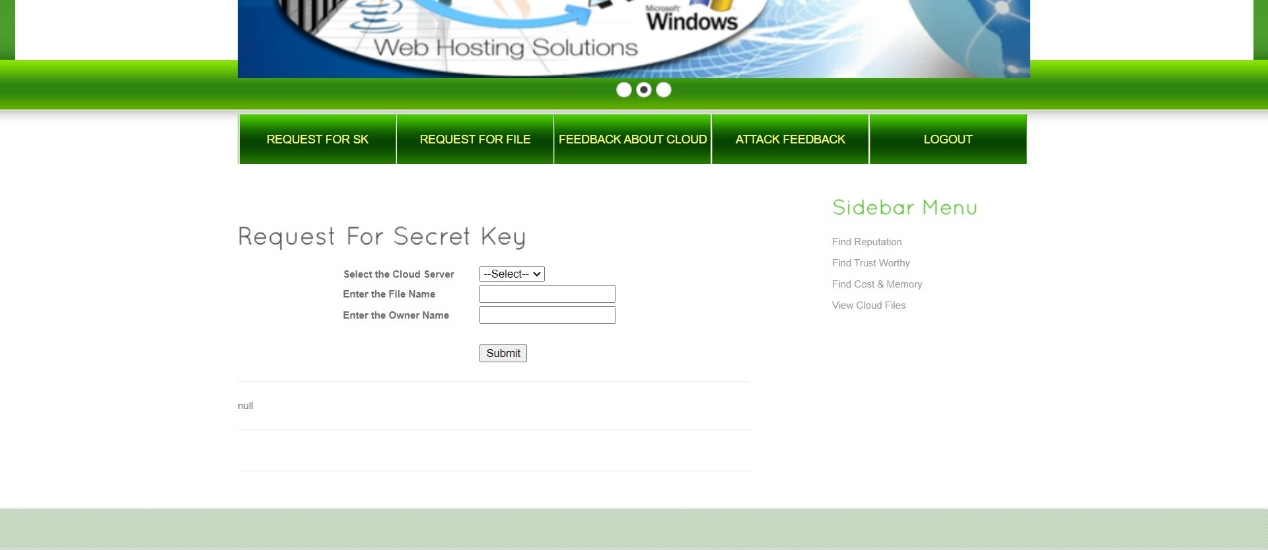 Microsoft
Windows
Web Hosting Solutions
REQUEST FOR SK
REQUEST FOR FILE
FEEDBACK ABOUT CLOUD
ATTACK FEEDBACK
LOGOUT
Request For Secret Key
Select the Cloud Server --Select--
Enter the File Name
Enter the Owner Name
Submit
null
Sidebar Menu
Find Reputation
Find Trust Worthy
Find Cost & Memory
View Cloud Files